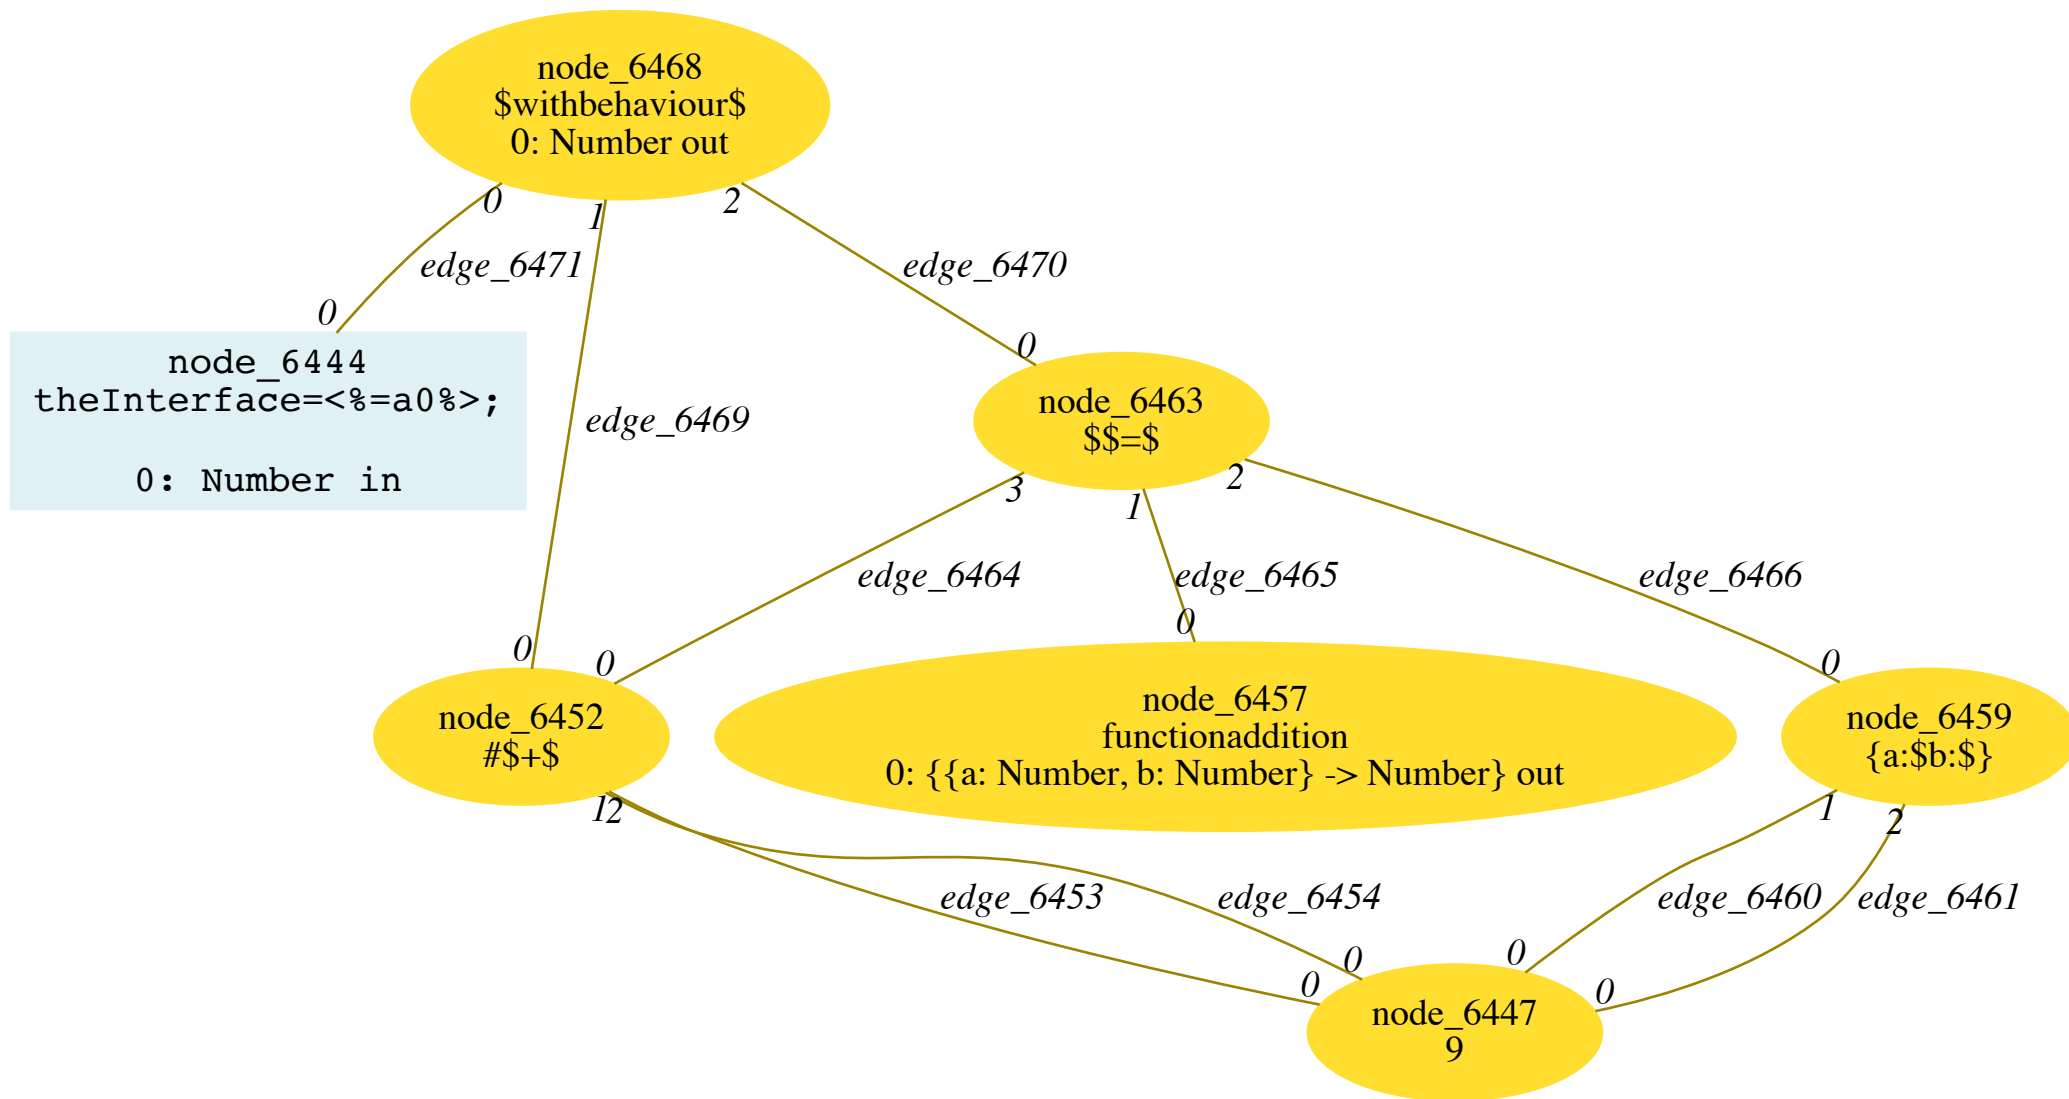 node_6468
$withbehaviour$
0: Number out
0
1
2
edge_6471
edge_6470
0
0
node_6444
theInterface=<%=a0%>;
0: Number in
edge_6469
node_6463
$$=$
3
1
2
edge_6464
edge_6465
edge_6466
0
0
0
0
node_6452
#$+$
node_6457
functionaddition
0: {{a: Number, b: Number} -> Number} out
node_6459
{a:$b:$}
1
2
1
2
edge_6453
edge_6454
edge_6460
edge_6461
0
0
0
0
node_6447
9